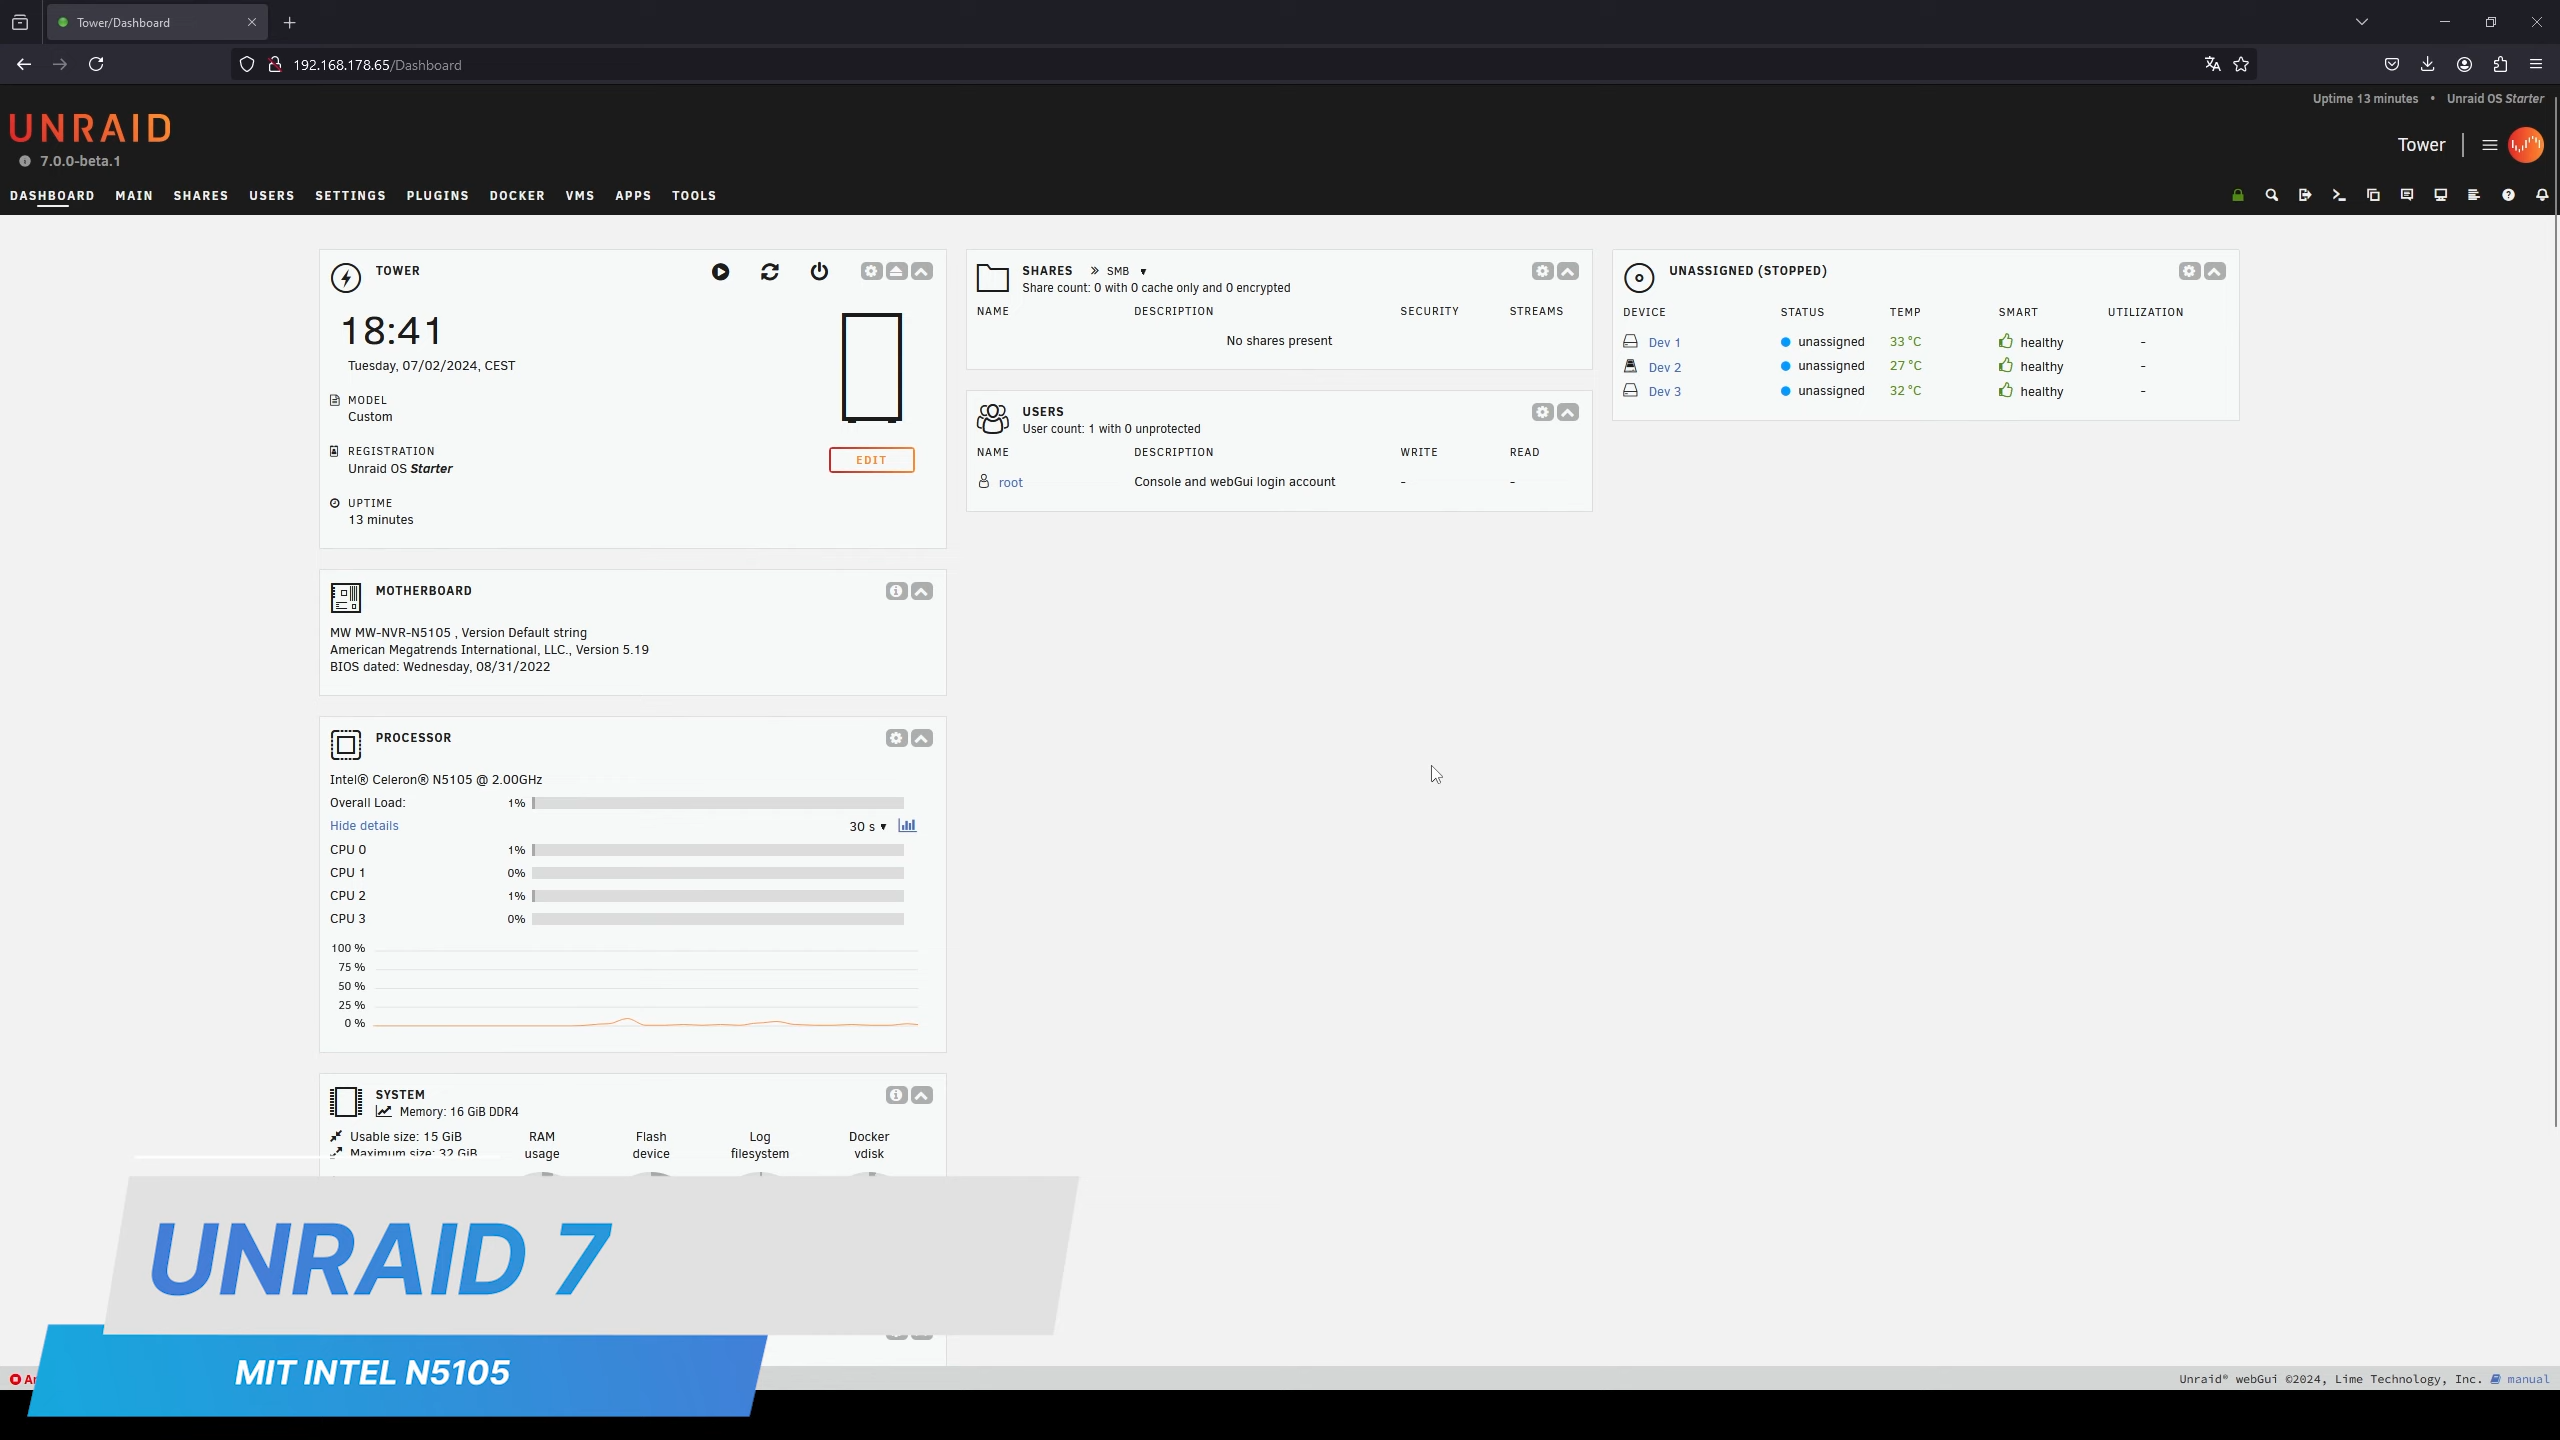 Tower/Dashboard
192.168.178.65/Dashboard
Uptime 13 minutes • Unraid OS Starter
UNRAID
7.0.0-beta.1
Tower
DASHBOARD MAIN SHARES USERS SETTINGS PLUGINS DOCKER VMS APPS TOOLS
TOWER
18:41
Tuesday, 07/02/2024, CEST
MODEL
Custom
REGISTRATION
Unraid OS Starter
EDIT
UPTIME
13 minutes
MOTHERBOARD
MW MW-NVR-N5105 , Version Default string
American Megatrends International, LLC., Version 5.19
BIOS dated: Wednesday, 08/31/2022
PROCESSOR
Intel® Celeron® N5105 @ 2.00GHz
Overall Load: 1%
Hide details 30 s
CPU 0 1%
CPU 1 0%
CPU 2 1%
CPU 3 0%
100 %
75 %
50 %
25 %
0 %
SYSTEM
Memory: 16 GiB DDR4
Usable size: 15 GiB
Maximum size: 32 GiB
RAM usage
Flash device
Log filesystem
Docker vdisk
SHARES » SMB
Share count: 0 with 0 cache only and 0 encrypted
NAME DESCRIPTION SECURITY STREAMS
No shares present
USERS
User count: 1 with 0 unprotected
NAME DESCRIPTION WRITE READ
root Console and webGui login account - -
UNASSIGNED (STOPPED)
DEVICE STATUS TEMP SMART UTILIZATION
Dev 1 unassigned 33 °C healthy -
Dev 2 unassigned 27 °C healthy -
Dev 3 unassigned 32 °C healthy -
UNRAID 7
MIT INTEL N5105
Unraid® webGui ©2024, Lime Technology, Inc. manual